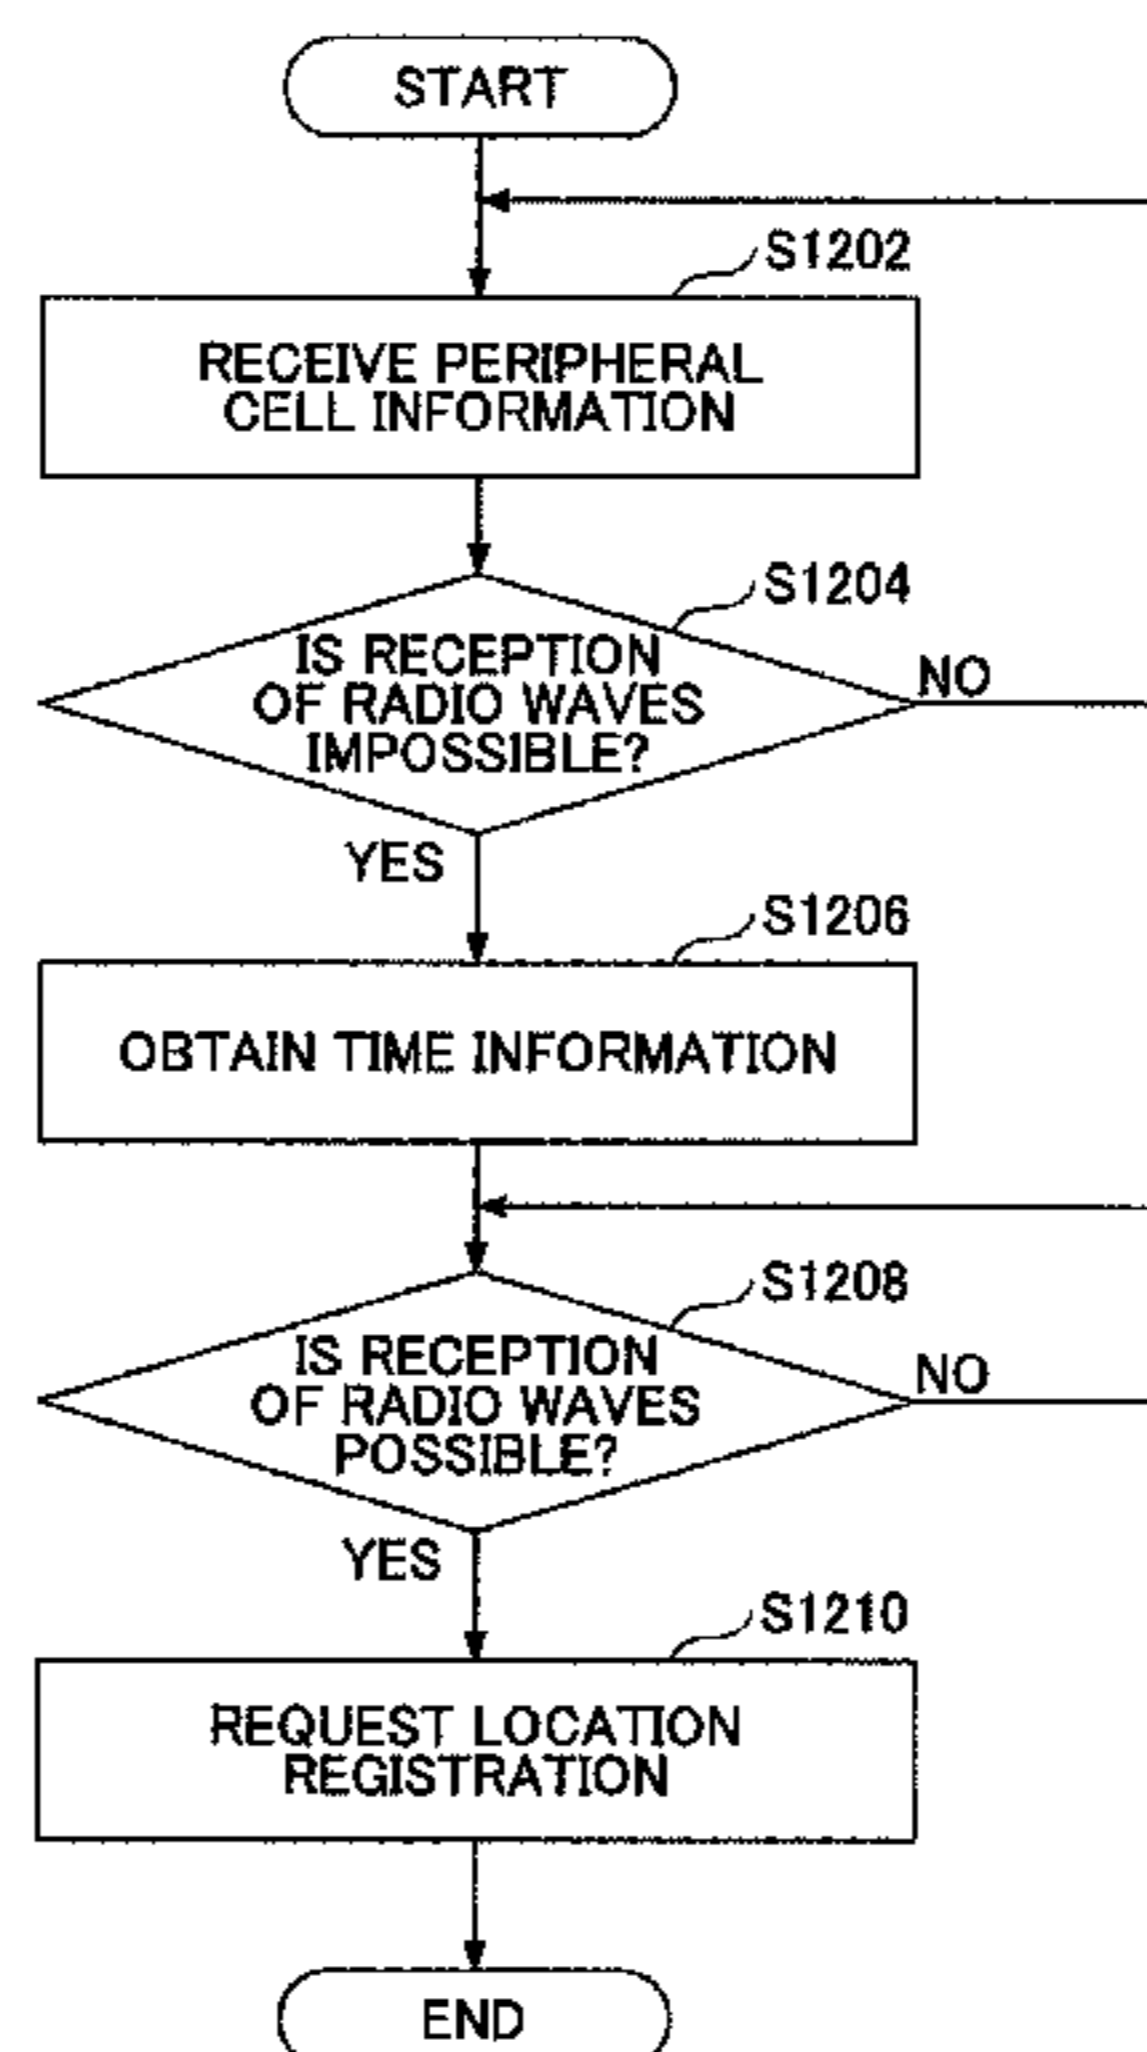 START
S1202
RECEIVE PERIPHERAL
CELL INFORMATION
S1204
IS RECEPTION
OF RADIO WAVES
IMPOSSIBLE?
NO
YES
S1206
OBTAIN TIME INFORMATION
S1208
IS RECEPTION
OF RADIO WAVES
POSSIBLE?
NO
YES
S1210
REQUEST LOCATION
REGISTRATION
END